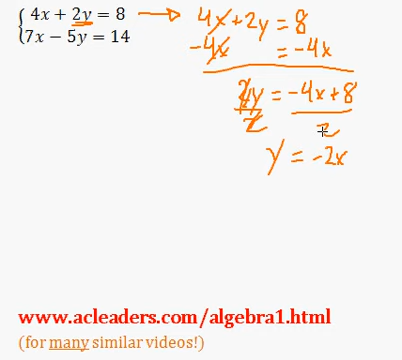 4x + 2y = 8
7x − 5y = 14
4x + 2y = 8
-4x = -4x
2y = -4x + 8
2 2
y = -2x
www.acleaders.com/algebra1.html
(for many similar videos!)